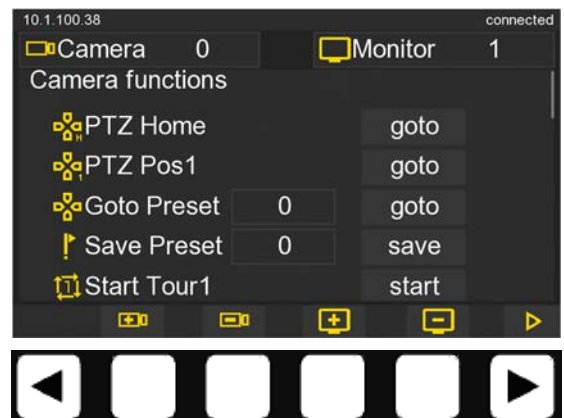 10.1.100.38 connected
Camera 0 Monitor 1
Camera functions
PTZ Home goto
PTZ Pos1 goto
Goto Preset 0 goto
Save Preset 0 save
Start Tour1 start